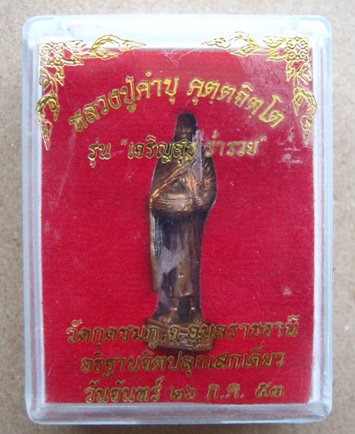 หลวงปู่คำบุ คุตฺตจิตฺโต
รุ่น "เจริญสุข ร่ำรวย"
วัดกุดชมภู จ.อุบลราชธานี
อธิฐานจิตปลุกเสกเดี่ยว
วันจันทร์ ๒๖ ก.ค. ๕๓